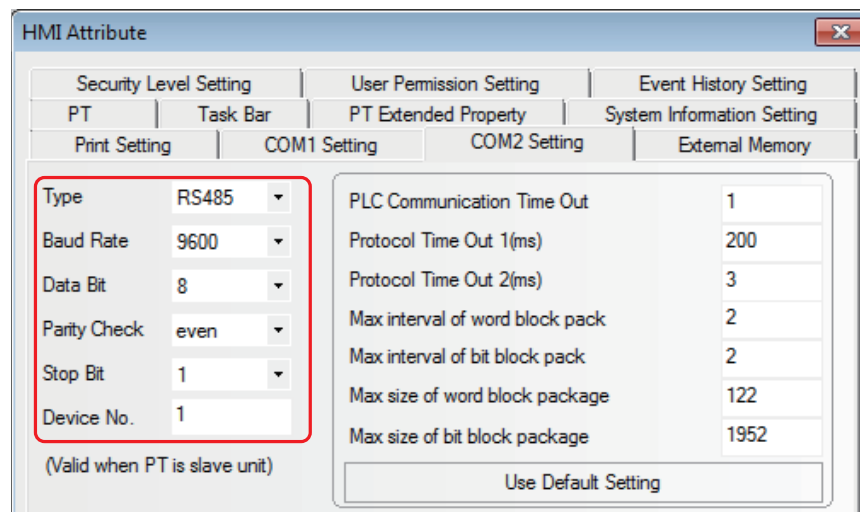 HMI Attribute
Security Level Setting User Permission Setting Event History Setting
PT Task Bar PT Extended Property System Information Setting
Print Setting COM1 Setting COM2 Setting External Memory
Type RS485
Baud Rate 9600
Data Bit 8
Parity Check even
Stop Bit 1
Device No. 1
(Valid when PT is slave unit)
PLC Communication Time Out 1
Protocol Time Out 1(ms) 200
Protocol Time Out 2(ms) 3
Max interval of word block pack 2
Max interval of bit block pack 2
Max size of word block package 122
Max size of bit block package 1952
Use Default Setting